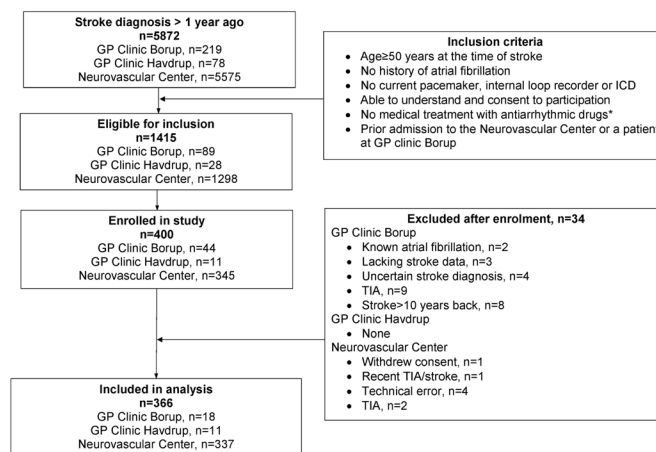 Stroke diagnosis > 1 year ago
n=5872
GP Clinic Borup, n=219
GP Clinic Havdrup, n=78
Neurovascular Center, n=5575
Inclusion criteria
• Age≥50 years at the time of stroke
• No history of atrial fibrillation
• No current pacemaker, internal loop recorder or ICD
• Able to understand and consent to participation
• No medical treatment with antiarrhythmic drugs*
• Prior admission to the Neurovascular Center or a patient
at GP clinic Borup
Eligible for inclusion
n=1415
GP Clinic Borup, n=89
GP Clinic Havdrup, n=28
Neurovascular Center, n=1298
Enrolled in study
n=400
GP Clinic Borup, n=44
GP Clinic Havdrup, n=11
Neurovascular Center, n=345
Excluded after enrolment, n=34
GP Clinic Borup
• Known atrial fibrillation, n=2
• Lacking stroke data, n=3
• Uncertain stroke diagnosis, n=4
• TIA, n=9
• Stroke>10 years back, n=8
GP Clinic Havdrup
• None
Neurovascular Center
• Withdrew consent, n=1
• Recent TIA/stroke, n=1
• Technical error, n=4
• TIA, n=2
Included in analysis
n=366
GP Clinic Borup, n=18
GP Clinic Havdrup, n=11
Neurovascular Center, n=337